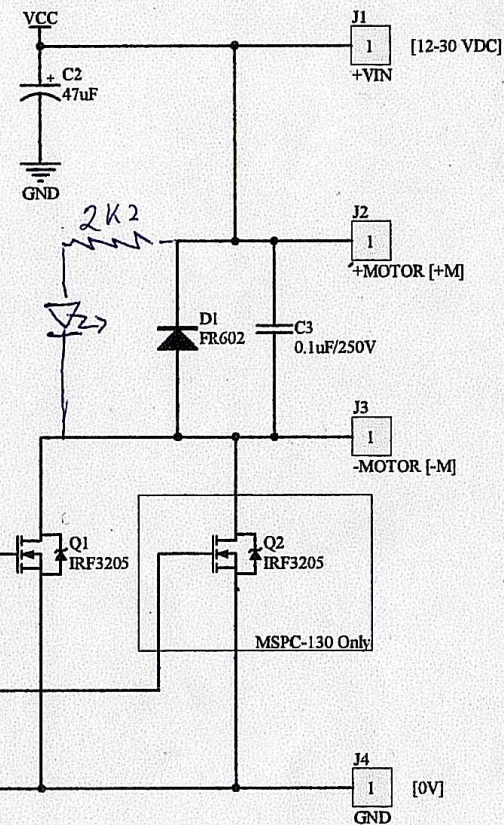 VCC
J1
1
[12-30 VDC]
+VIN
+
C2
47uF
GND
2K2
J2
1
+MOTOR [+M]
D1
FR602
C3
0.1uF/250V
J3
1
-MOTOR [-M]
Q1
IRF3205
Q2
IRF3205
MSPC-130 Only
J4
1
[0V]
GND